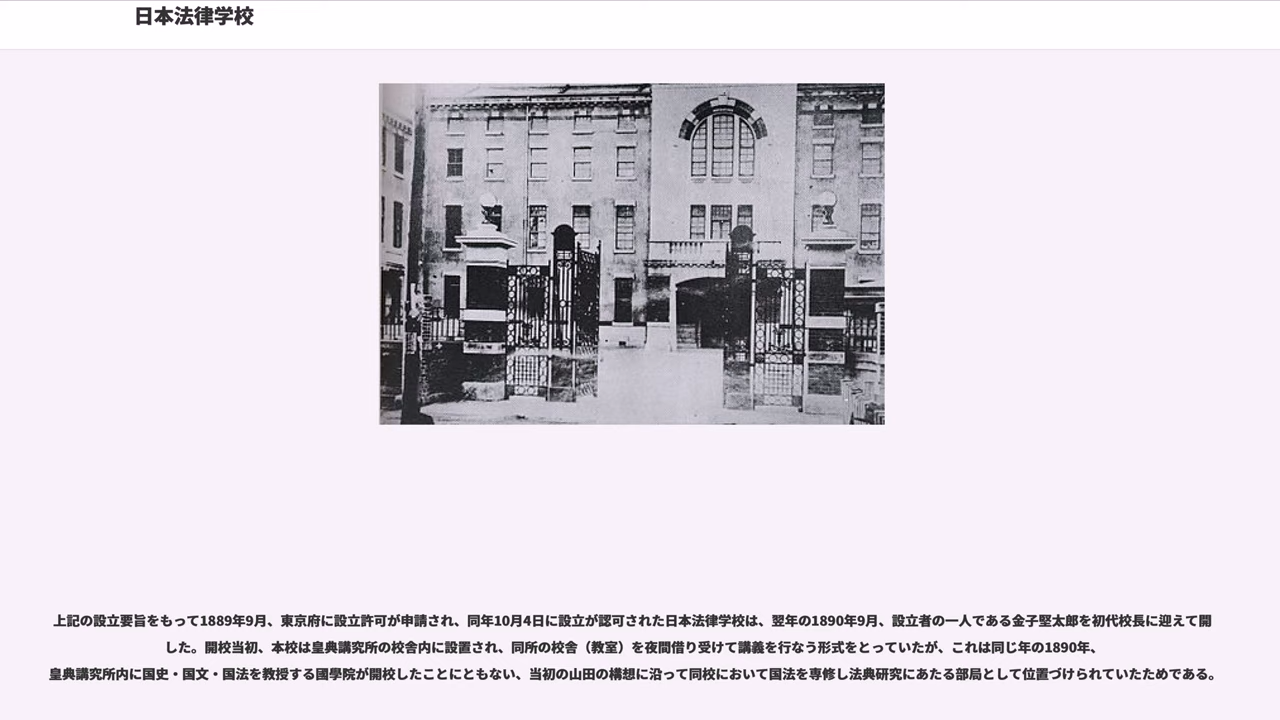 日本法律学校
上記の設立要旨をもって1889年9月、東京府に設立許可が申請され、同年10月4日に設立が認可された日本法律学校は、翌年の1890年9月、設立者の一人である金子堅太郎を初代校長に迎えて開
した。開校当初、本校は皇典講究所の校舎内に設置され、同所の校舎（教室）を夜間借り受けて講義を行なう形式をとっていたが、これは同じ年の1890年、
皇典講究所内に国史・国文・国法を教授する國學院が開校したことにともない、当初の山田の構想に沿って同校において国法を専修し法典研究にあたる部局として位置づけられていたためである。